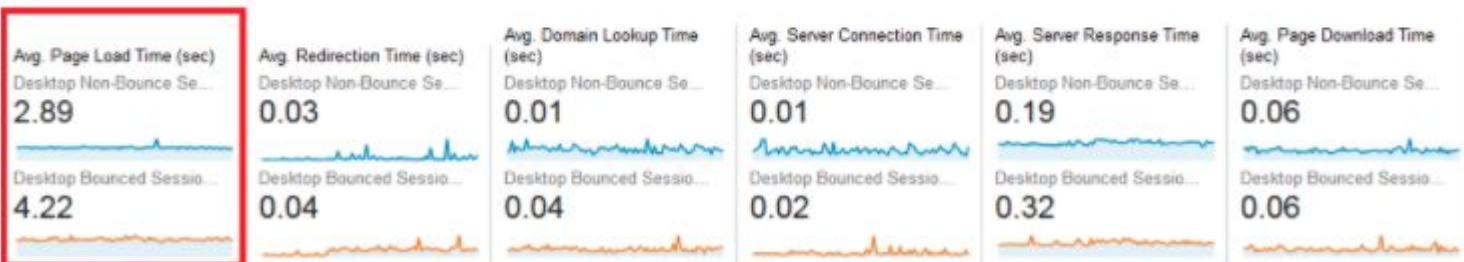 Avg. Page Load Time (sec)
Desktop Non-Bounce Se...
2.89
Desktop Bounced Sessio...
4.22
Avg. Redirection Time (sec)
Desktop Non-Bounce Se...
0.03
Desktop Bounced Sessio...
0.04
Avg. Domain Lookup Time
(sec)
Desktop Non-Bounce Se...
0.01
Desktop Bounced Sessio...
0.04
Avg. Server Connection Time
(sec)
Desktop Non-Bounce Se...
0.01
Desktop Bounced Sessio...
0.02
Avg. Server Response Time
(sec)
Desktop Non-Bounce Se...
0.19
Desktop Bounced Sessio...
0.32
Avg. Page Download Time
(sec)
Desktop Non-Bounce Se...
0.06
Desktop Bounced Sessio...
0.06